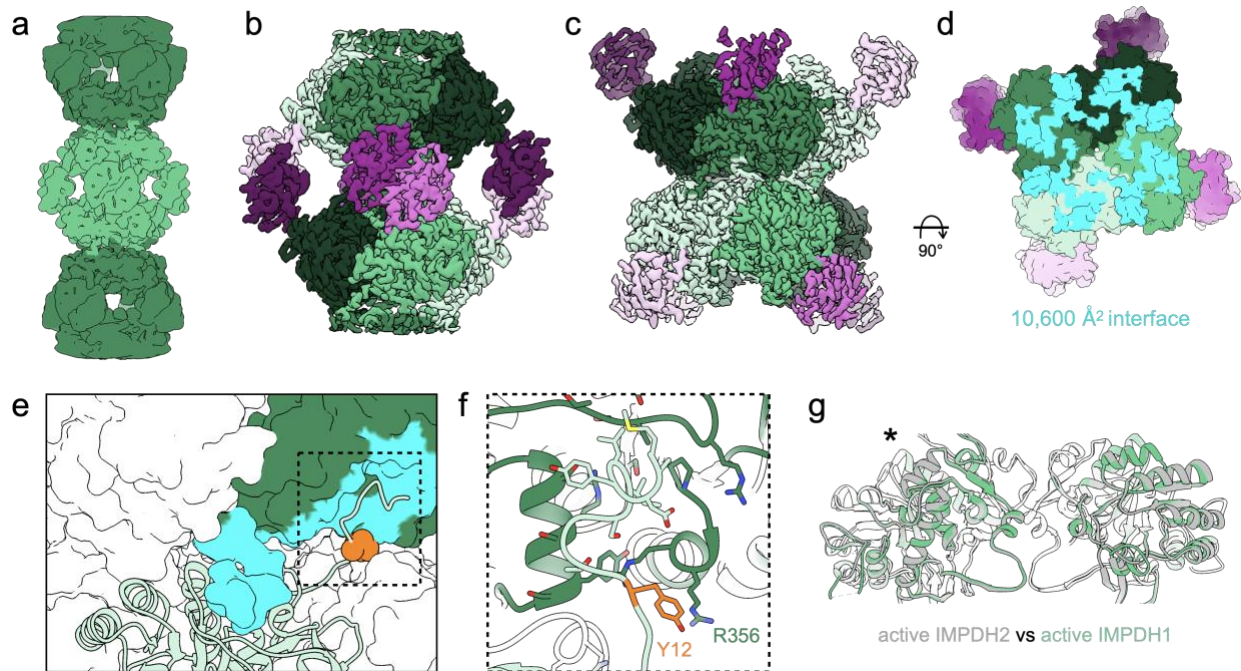 a
b
c
d
90°
10,600 Å² interface
e
f
g
*
R356
Y12
active IMPDH2 vs active IMPDH1